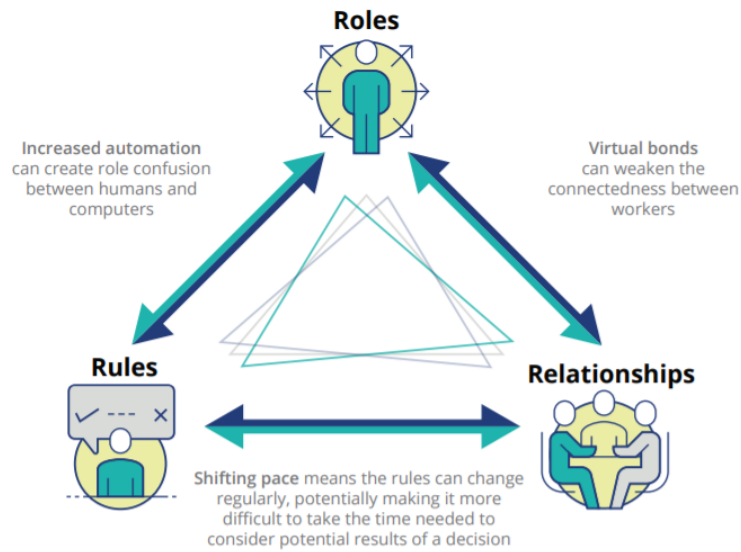 Roles
Increased automation
can create role confusion
between humans and
computers
Virtual bonds
can weaken the
connectedness between
workers
Rules
Relationships
Shifting pace means the rules can change
regularly, potentially making it more
difficult to take the time needed to
consider potential results of a decision